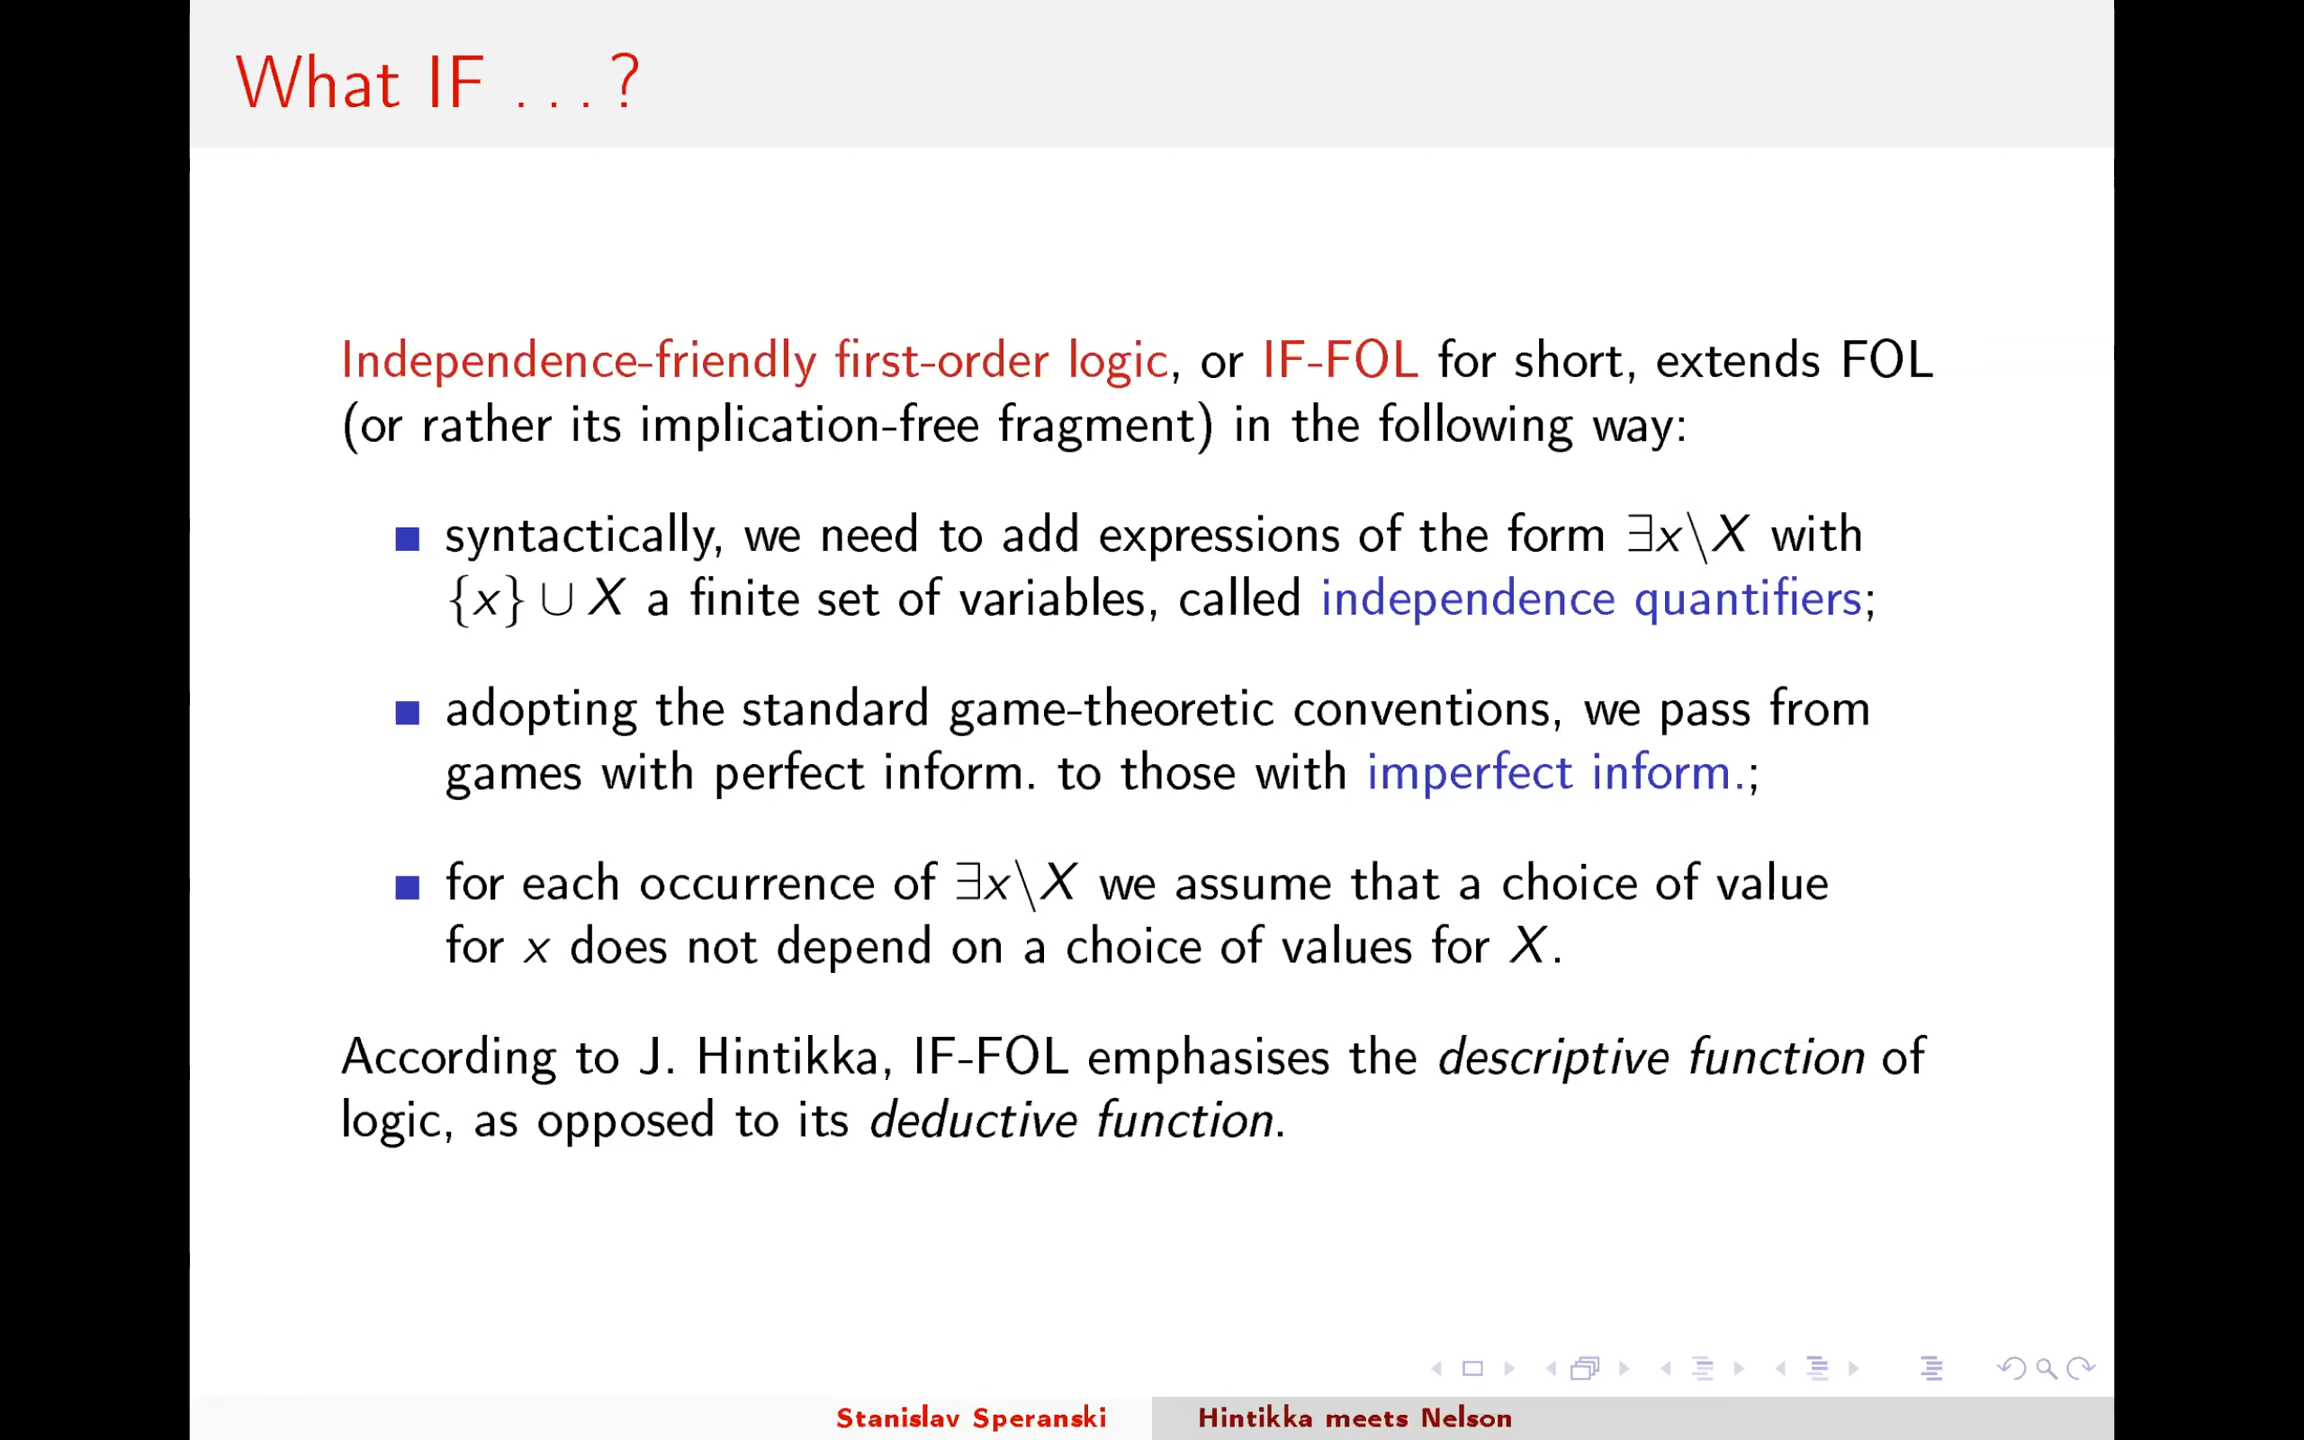 What IF . . . ?
Independence-friendly first-order logic, or IF-FOL for short, extends FOL
(or rather its implication-free fragment) in the following way:
syntactically, we need to add expressions of the form ∃x\X with
{x} ∪ X a finite set of variables, called independence quantifiers;
adopting the standard game-theoretic conventions, we pass from
games with perfect inform. to those with imperfect inform.;
for each occurrence of ∃x\X we assume that a choice of value
for x does not depend on a choice of values for X.
According to J. Hintikka, IF-FOL emphasises the descriptive function of
logic, as opposed to its deductive function.
Stanislav Speranski
Hintikka meets Nelson